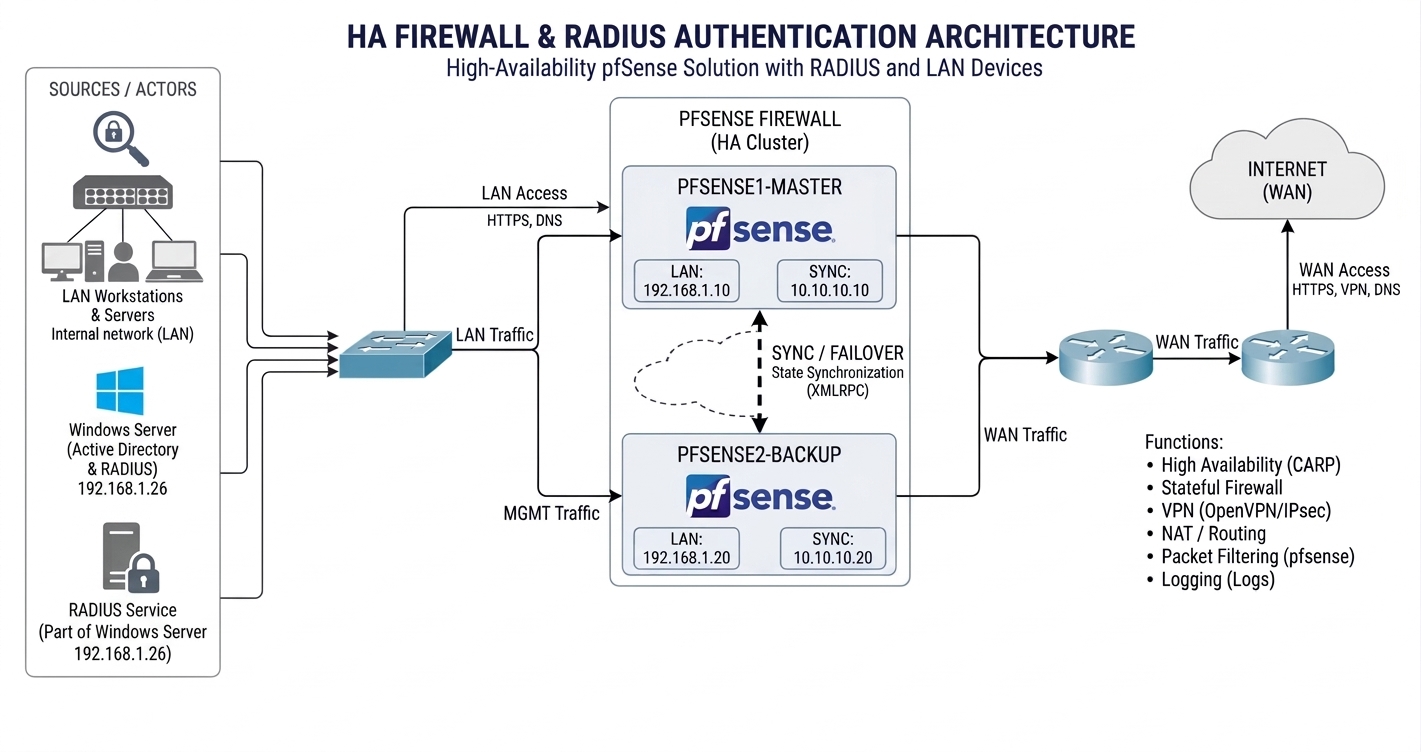 HA FIREWALL & RADIUS AUTHENTICATION ARCHITECTURE
High-Availability pfSense Solution with RADIUS and LAN Devices
SOURCES / ACTORS
LAN Workstations
& Servers
Internal network (LAN)
Windows Server
(Active Directory
& RADIUS)
192.168.1.26
RADIUS Service
(Part of Windows Server
192.168.1.26)
LAN Access
HTTPS, DNS
LAN Traffic
MGMT Traffic
PFSENSE FIREWALL
(HA Cluster)
PFSENSE1-MASTER
pfsense
LAN:
192.168.1.10
SYNC:
10.10.10.10
SYNC / FAILOVER
State Synchronization
(XMLRPC)
PFSENSE2-BACKUP
pfsense
LAN:
192.168.1.20
SYNC:
10.10.10.20
WAN Traffic
WAN Traffic
INTERNET
(WAN)
WAN Access
HTTPS, VPN, DNS
Functions:
• High Availability (CARP)
• Stateful Firewall
• VPN (OpenVPN/IPsec)
• NAT / Routing
• Packet Filtering (pfsense)
• Logging (Logs)